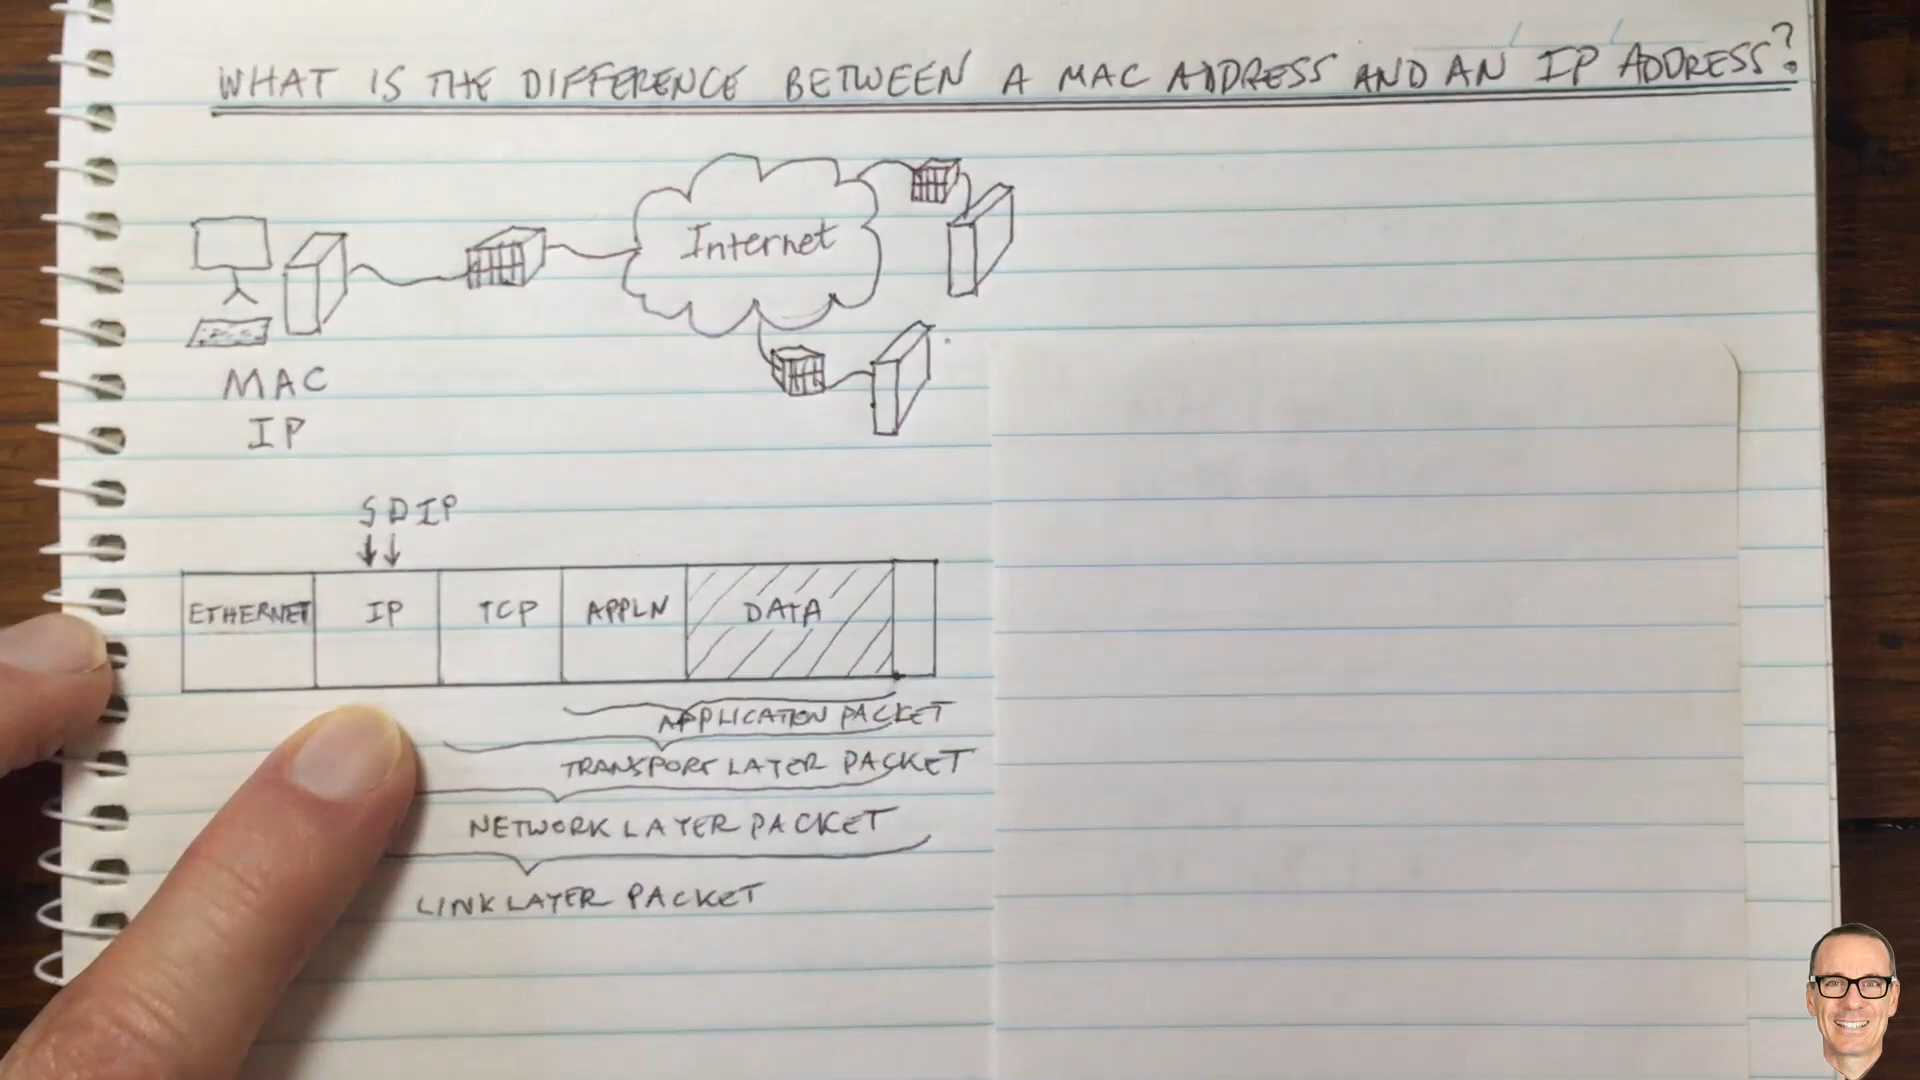 WHAT IS THE DIFFERENCE BETWEEN A MAC ADDRESS AND AN IP ADDRESS?
Internet
MAC
IP
S D IP
ETHERNET IP TCP APPLN DATA
APPLICATION PACKET
TRANSPORT LAYER PACKET
NETWORK LAYER PACKET
LINK LAYER PACKET